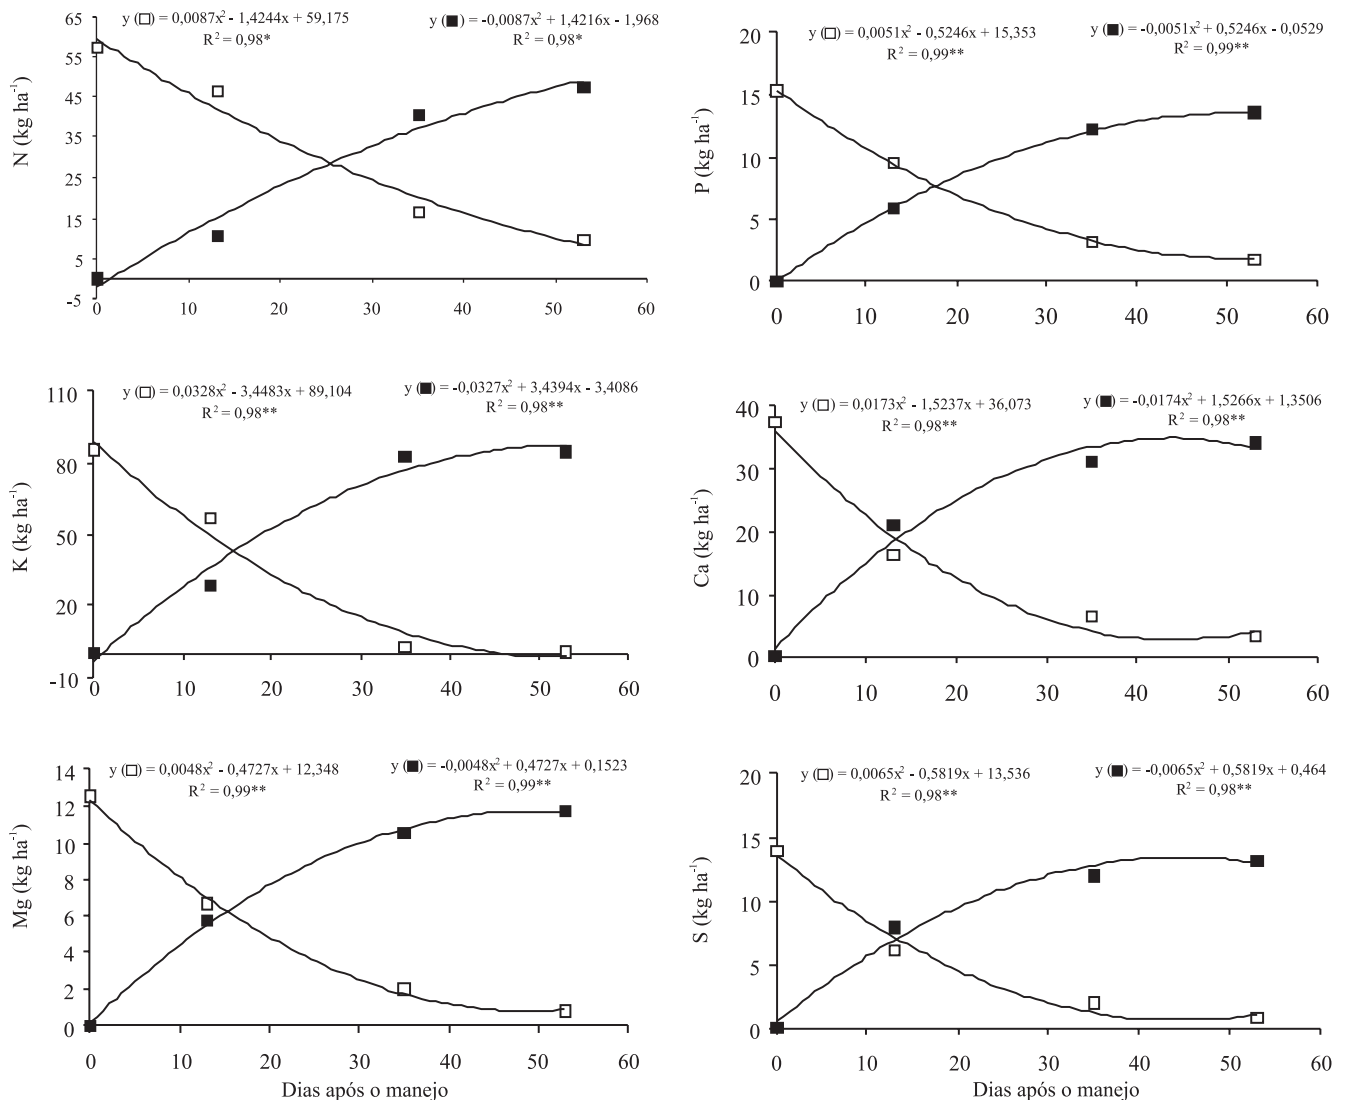 y (□) = 0,0087x² - 1,4244x + 59,175
R² = 0,98*
y (■) = -0,0087x² + 1,4216x - 1,968
R² = 0,98*
N (kg ha⁻¹)
65
55
45
35
25
15
5
-5
0 10 20 30 40 50 60
y (□) = 0,0051x² - 0,5246x + 15,353
R² = 0,99**
y (■) = -0,0051x² + 0,5246x - 0,0529
R² = 0,99**
P (kg ha⁻¹)
20
15
10
5
0
0 10 20 30 40 50 60
y (□) = 0,0328x² - 3,4483x + 89,104
R² = 0,98**
y (■) = -0,0327x² + 3,4394x - 3,4086
R² = 0,98**
K (kg ha⁻¹)
110
80
50
20
-10
0 10 20 30 40 50 60
y (□) = 0,0173x² - 1,5237x + 36,073
R² = 0,98**
y (■) = -0,0174x² + 1,5266x + 1,3506
R² = 0,98**
Ca (kg ha⁻¹)
40
30
20
10
0
0 10 20 30 40 50 60
y (□) = 0,0048x² - 0,4727x + 12,348
R² = 0,99**
y (■) = -0,0048x² + 0,4727x + 0,1523
R² = 0,99**
Mg (kg ha⁻¹)
14
12
10
8
6
4
2
0
0 10 20 30 40 50 60
Dias após o manejo
y (□) = 0,0065x² - 0,5819x + 13,536
R² = 0,98**
y (■) = -0,0065x² + 0,5819x + 0,464
R² = 0,98**
S (kg ha⁻¹)
20
15
10
5
0
0 10 20 30 40 50 60
Dias após o manejo